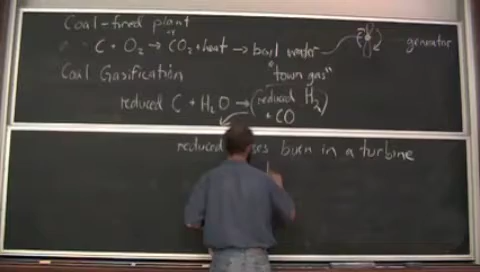 Coal-fired plant
C + O₂ → CO₂ + heat → boil water generator
Coal Gasification "town gas"
reduced C + H₂O → (reduced H₂)
+ CO
reduced burn in a turbine